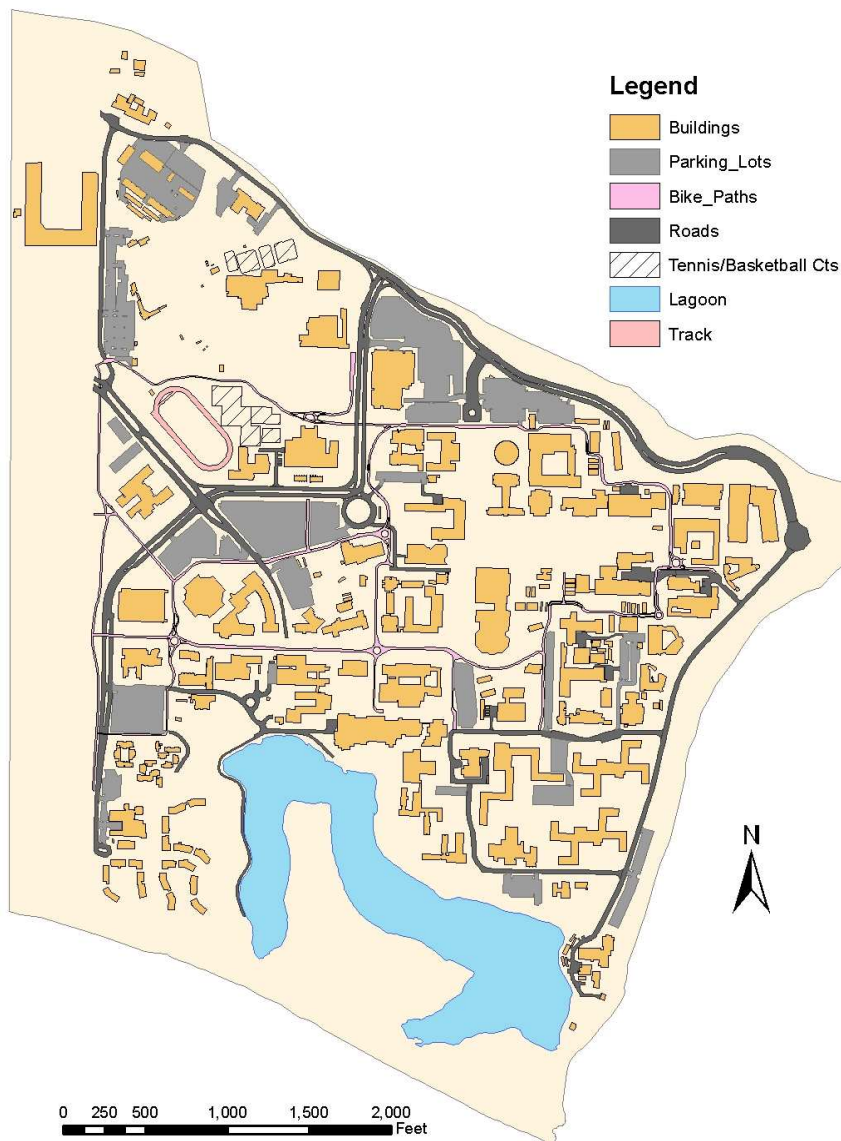 Legend
Buildings
Parking_Lots
Bike_Paths
Roads
Tennis/Basketball Cts
Lagoon
Track
N
0 250 500 1,000 1,500 2,000
Feet